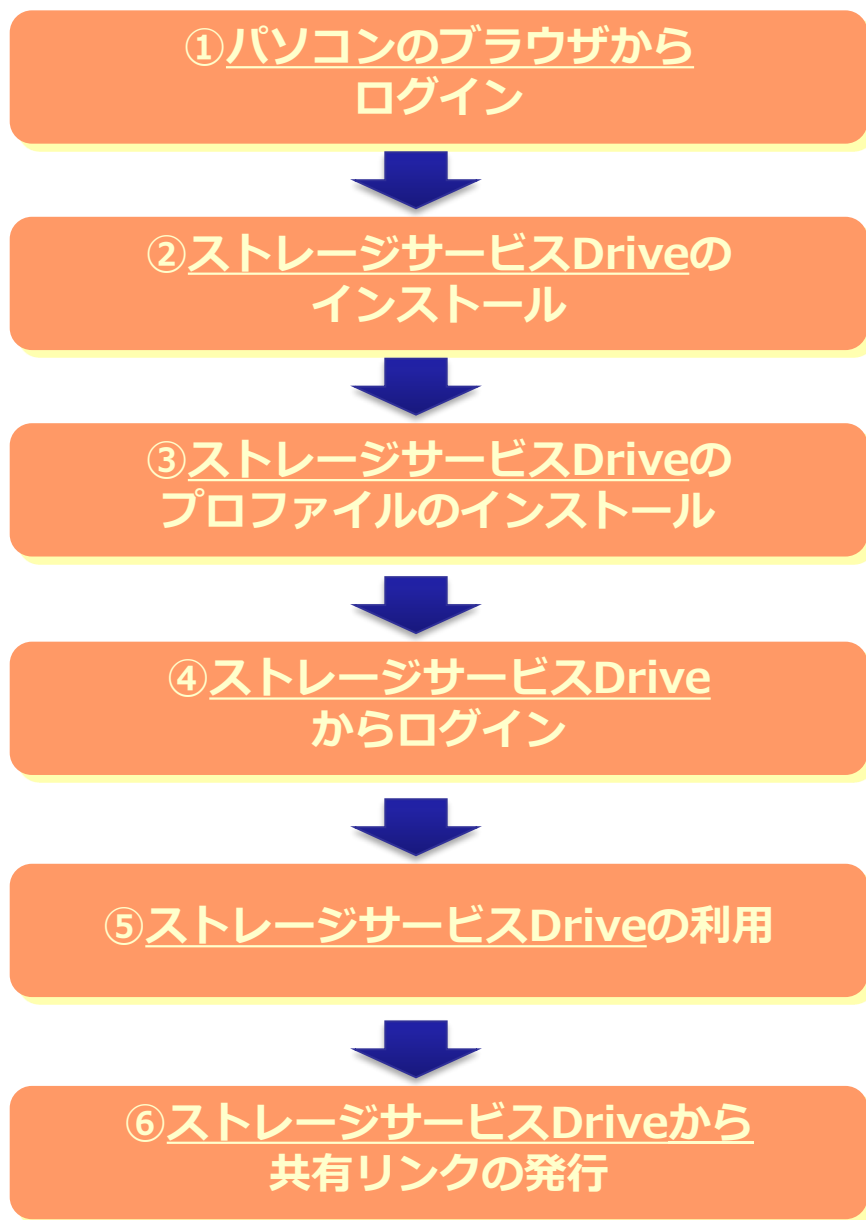 ①パソコンのブラウザから
ログイン
②ストレージサービスDriveの
インストール
③ストレージサービスDriveの
プロファイルのインストール
④ストレージサービスDrive
からログイン
⑤ストレージサービスDriveの利用
⑥ストレージサービスDriveから
共有リンクの発行